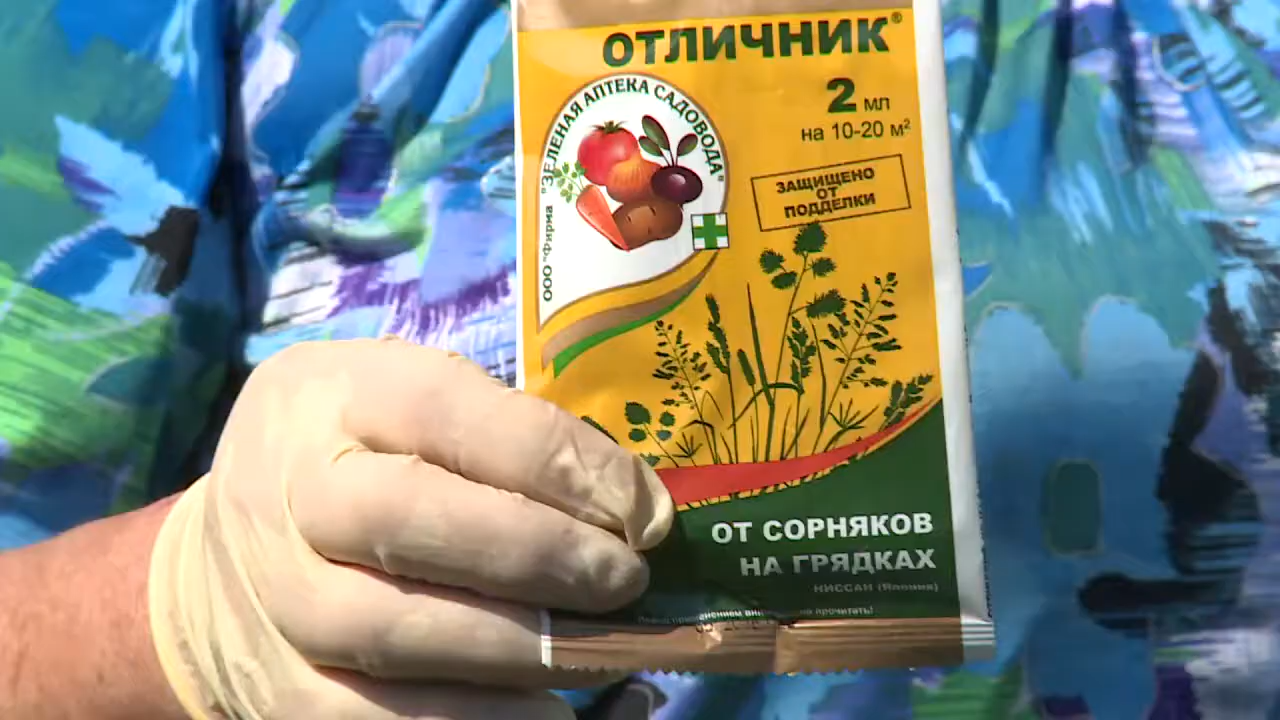 ОТЛИЧНИК®
2 мл
на 10-20 м²
ООО "Фирма "ЗЕЛЕНАЯ АПТЕКА САДОВОДА"
ЗАЩИЩЕНО
ОТ
ПОДДЕЛКИ
ОТ СОРНЯКОВ
НА ГРЯДКАХ
НИССАН (Япония)
прочитать!